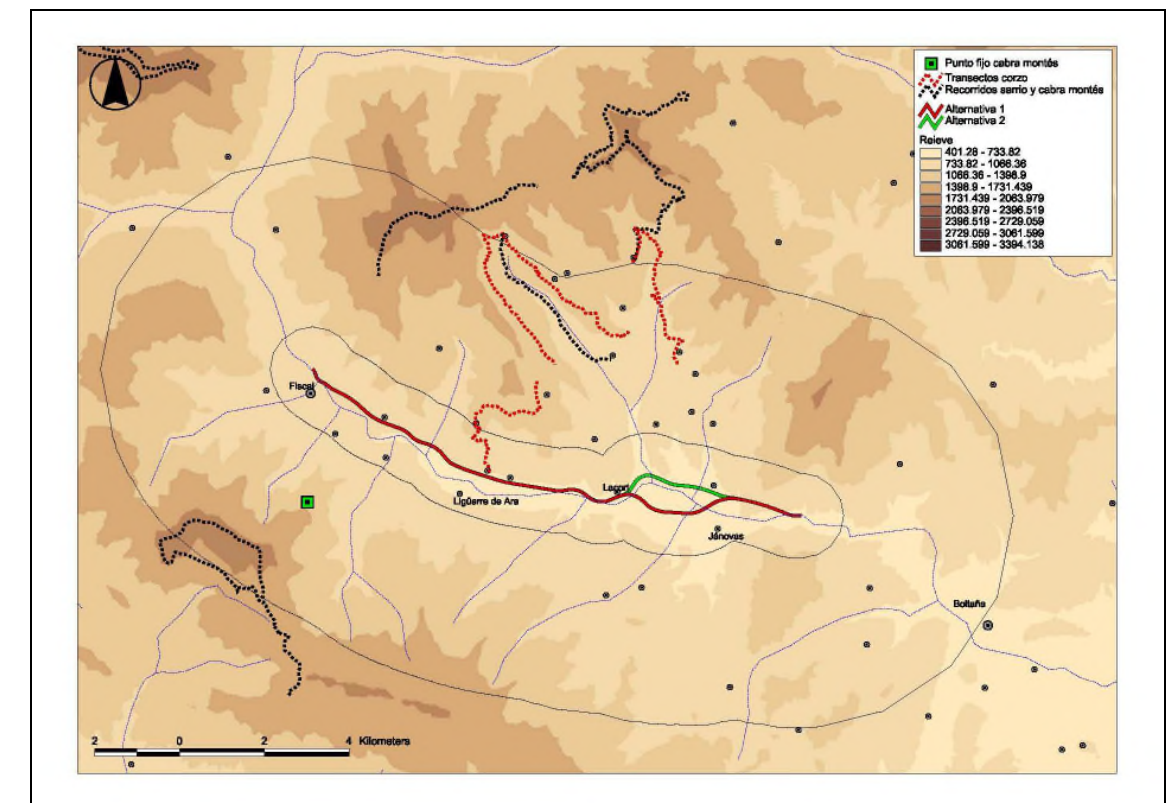 Punto fijo cabra montés
Transectos corzo
Recorridos sarrio y cabra montés
Alternativa 1
Alternativa 2
Relieve
401.28 - 733.82
733.82 - 1066.36
1066.36 - 1398.9
1398.9 - 1731.439
1731.439 - 2063.979
2063.979 - 2396.519
2396.519 - 2729.059
2729.059 - 3061.599
3061.599 - 3394.138
Fiscal
Lacort
Ligüerre de Ara
Jánovas
Boltaña
2 0 2 4 Kilometers